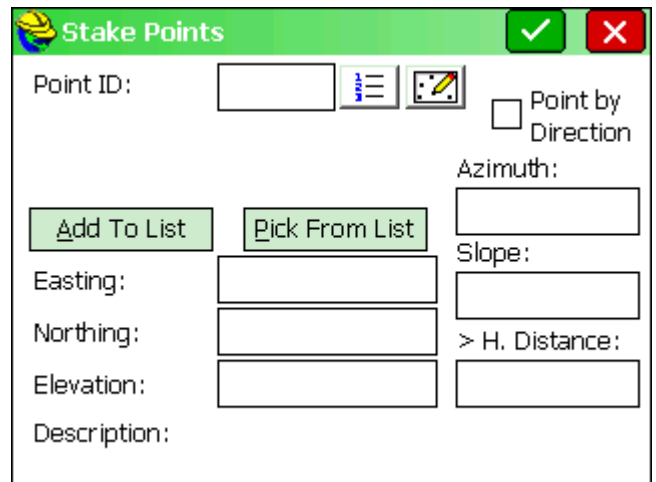 Stake Points
Point ID:
Point by
Direction
Azimuth:
Add To List
Pick From List
Slope:
Easting:
Northing:
> H. Distance:
Elevation:
Description: